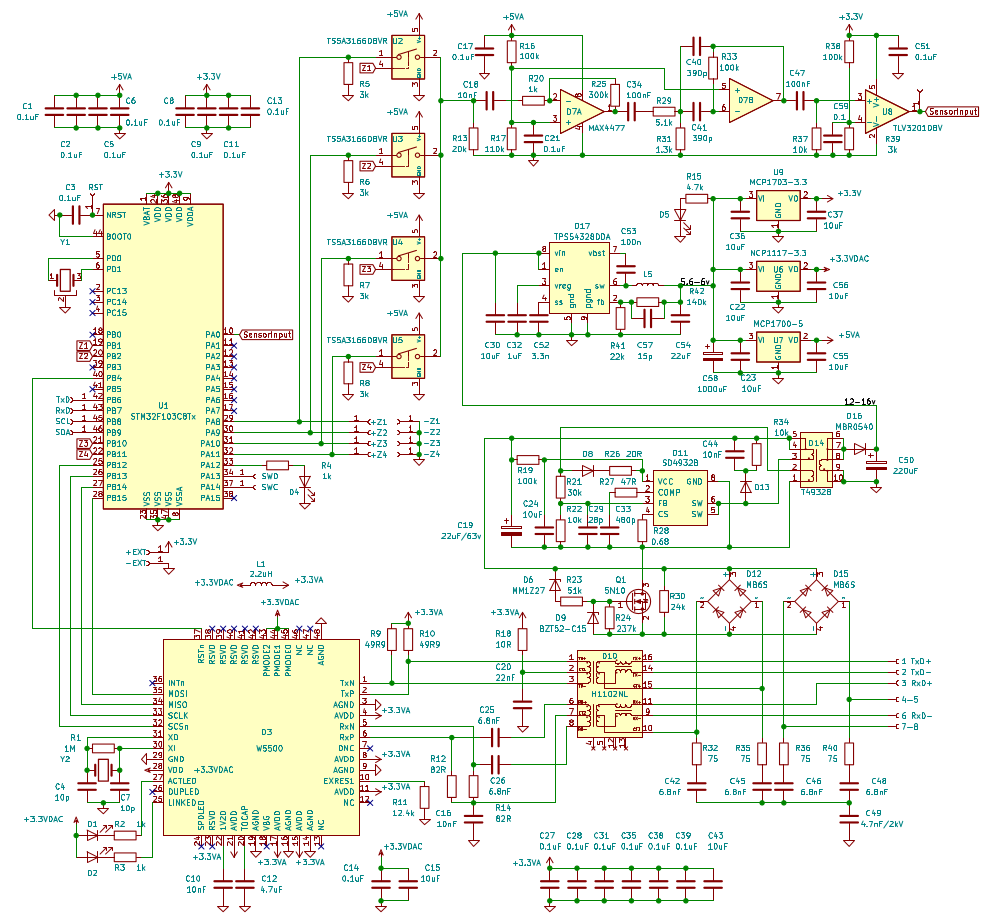 +5VA
+3.3V
C1 0.1uF
C6 0.1uF
C2 0.1uF
C5 0.1uF
C8 0.1uF
C13 0.1uF
C9 0.1uF
C11 0.1uF
+5VA
TS5A3166DBVR U2
Z1
R5 3k
TS5A3166DBVR U3
Z2
R6 3k
+5VA
TS5A3166DBVR U4
Z3
R7 3k
+5VA
TS5A3166DBVR U5
Z4
R8 3k
+5VA
C17 0.1uF
R16 100k
C18 10nF
R20 1k
R25 300k
C34 100nF
D7A
MAX4477
R13 20k
R17 110k
C21 0.1uF
R29 5.1k
C40 390p
R33 100k
C41 390p
R31 1.3k
D7B
C47 100nF
+3.3V
R38 100k
C51 0.1uF
C59 0.1
R37 10k
U8
TLV3201DBV
R39 3k
SensorInput
C3 0.1uF
RST
+3.3V
VBAT VDD VDD VDD VDDA
NRST
BOOT0
Y1
PD0
PD1
PC13
PC14
PC15
PB0
PB1
PB2
PB3
PB4
PB5
PB6
PB7
PB8
PB9
PB10
PB11
PB12
PB13
PB14
PB15
Z1
Z2
TxD
RxD
SCL
SDA
Z3
Z4
U1
STM32F103C8Tx
PA0
PA1
PA2
PA3
PA4
PA5
PA6
PA7
PA8
PA9
PA10
PA11
PA12
PA13
PA14
PA15
VSS VSS VSS VSSA
SensorInput
+Z1
+Z2
+Z3
+Z4
-Z1
-Z2
-Z3
-Z4
SWD
SWC
R4 1k
D4
+EXT
-EXT
+3.3V
L1 2.2uH
+3.3VDAC
+3.3VA
R15 4.7k
D5
U9
MCP1703-3.3
VI VO GND
+3.3V
C36 10uF
C37 10uF
NCP1117-3.3
VI U6 VO GND
+3.3VDAC
C22 10uF
C56 10uF
MCP1700-5
VI U7 VO GND
+5VA
C58 1000uF
C23 10uF
C55 10uF
D17
TPS54328DDA
vin
en
vreg
ss
vbst
sw
fb
gnd pgnd
C53 100n
L5
5.6-6v
R42 140k
C30 10uF
C32 1uF
C52 3.3n
R41 22k
C57 15p
C54 22uF
12-16v
R34 10k
D16
MBR0540
D14
T4932B
C50 220uF
C44 10nF
D13
R19 100k
C24 10uF
C19 22uF/63v
D8
R26 20R
R21 30k
R27 47R
R22 10k
C29 20p
C33 480p
D11
SD4932B
VCC
COMP
FB
CS
GND
SW
SW
R28 0.68
D6
MM1Z27
R23 51k
D9
BZT52-C15
R24 237k
Q1
5N10
R30 24k
D12
MB6S
D15
MB6S
+3.3VDAC
RSTn RSVD RSVD RSVD RSVD RSVD PMODE2 PMODE1 PMODE0 NC NC AGND
INTn
MOSI
MISO
SCLK
SCSn
XO
XI
GND
VDD
ACTLED
DUPLED
LINKED
+3.3VDAC
D3
W5500
TxN
TxP
AGND
AVDD
RxN
RxP
DNC
AVDD
AGND
EXRES1
AVDD
NC
SPDLED RSVD 1V2O AVDD TOCAP AGND VBG AVDD AGND AVDD AGND NC
+3.3VA
R9 49R9
R10 49R9
+3.3VA
+3.3VA
+3.3VA
R1 1M
Y2
C4 10p
C7 10p
+3.3VDAC
D1
R2 1k
D2
R3 1k
+3.3VA
+3.3VA
+3.3VA
C10 10nF
C12 4.7uF
+3.3VDAC
C14 0.1uF
C15 10uF
R11 12.4k
R12 82R
C16 10nF
R14 82R
C25 6.8nF
C26 6.8nF
+3.3VA
R18 10R
C20 22nF
D10
H1102NL
1 TxD+
2 TxD-
3 RxD+
4-5
6 RxD-
7-8
R32 75
R35 75
R36 75
R40 75
C42 6.8nF
C45 6.8nF
C46 6.8nF
C48 6.8nF
C49 4.7nF/2kV
+3.3VA
C27 0.1uF
C28 0.1uF
C31 0.1uF
C35 0.1uF
C38 0.1uF
C39 0.1uF
C43 10uF